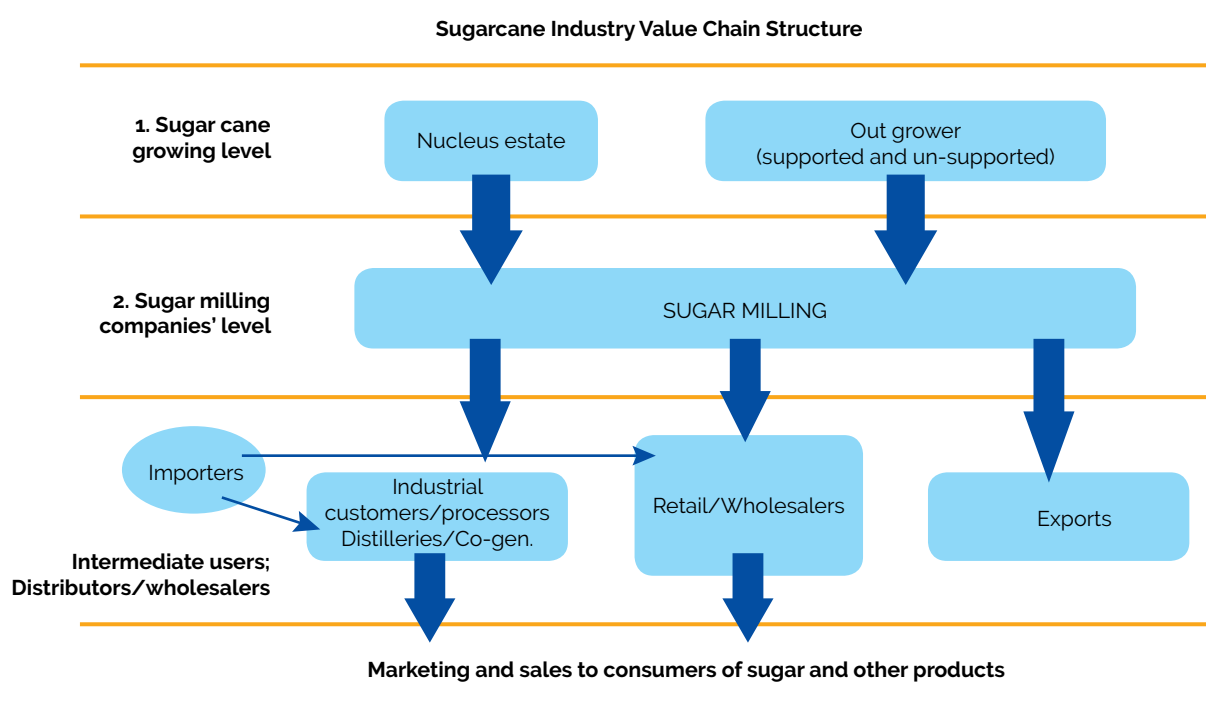 Sugarcane Industry Value Chain Structure
1. Sugar cane
growing level
Nucleus estate
Out grower
(supported and un-supported)
2. Sugar milling
companies’ level
SUGAR MILLING
Importers
Industrial
customers/processors
Distilleries/Co-gen.
Retail/Wholesalers
Exports
Intermediate users;
Distributors/wholesalers
Marketing and sales to consumers of sugar and other products